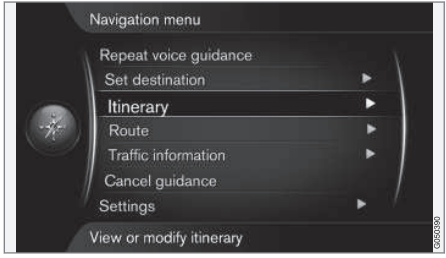 Navigation menu
Repeat voice guidance
Set destination
Itinerary
Route
Traffic information
Cancel guidance
Settings
View or modify itinerary
G050390